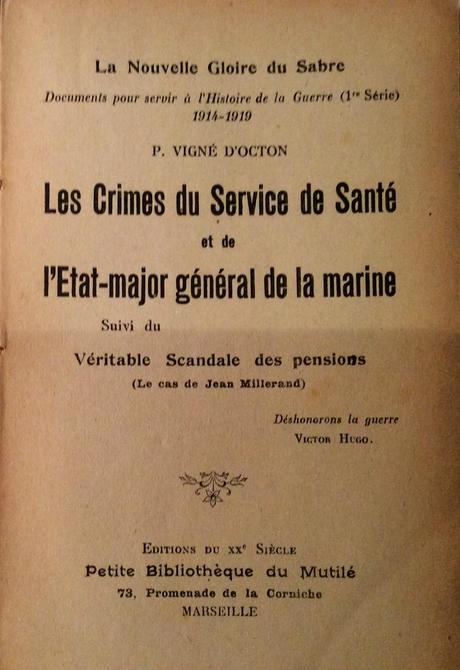 La Nouvelle Gloire du Sabre
Documents pour servir à l'Histoire de la Guerre (1re Série)
1914-1919
P. VIGNÉ D'OCTON
Les Crimes du Service de Santé
et de
l'Etat-major général de la marine
Suivi du
Véritable Scandale des pensions
(Le cas de Jean Millerand)
Déshonorons la guerre
VICTOR HUGO.
EDITIONS DU XXe SIÈCLE
Petite Bibliothèque du Mutilé
73, Promenade de la Corniche
MARSEILLE